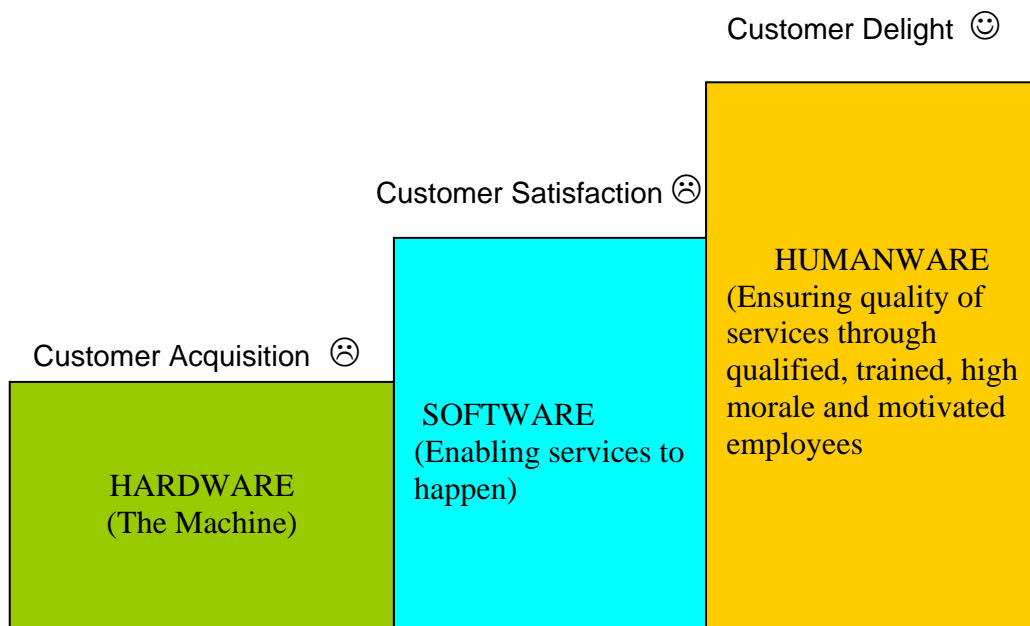 Customer Delight ☺
Customer Satisfaction ☹
Customer Acquisition ☹
HUMANWARE
(Ensuring quality of
services through
qualified, trained, high
morale and motivated
employees
SOFTWARE
(Enabling services to
happen)
HARDWARE
(The Machine)